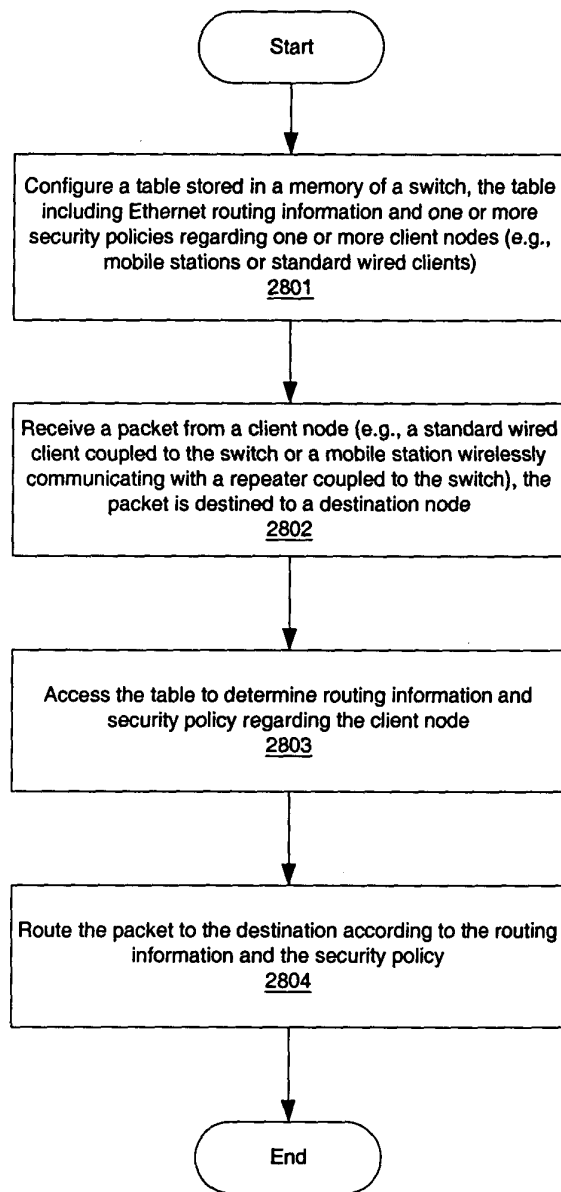 Start
Configure a table stored in a memory of a switch, the table
including Ethernet routing information and one or more
security policies regarding one or more client nodes (e.g.,
mobile stations or standard wired clients)
2801
Receive a packet from a client node (e.g., a standard wired
client coupled to the switch or a mobile station wirelessly
communicating with a repeater coupled to the switch), the
packet is destined to a destination node
2802
Access the table to determine routing information and
security policy regarding the client node
2803
Route the packet to the destination according to the routing
information and the security policy
2804
End